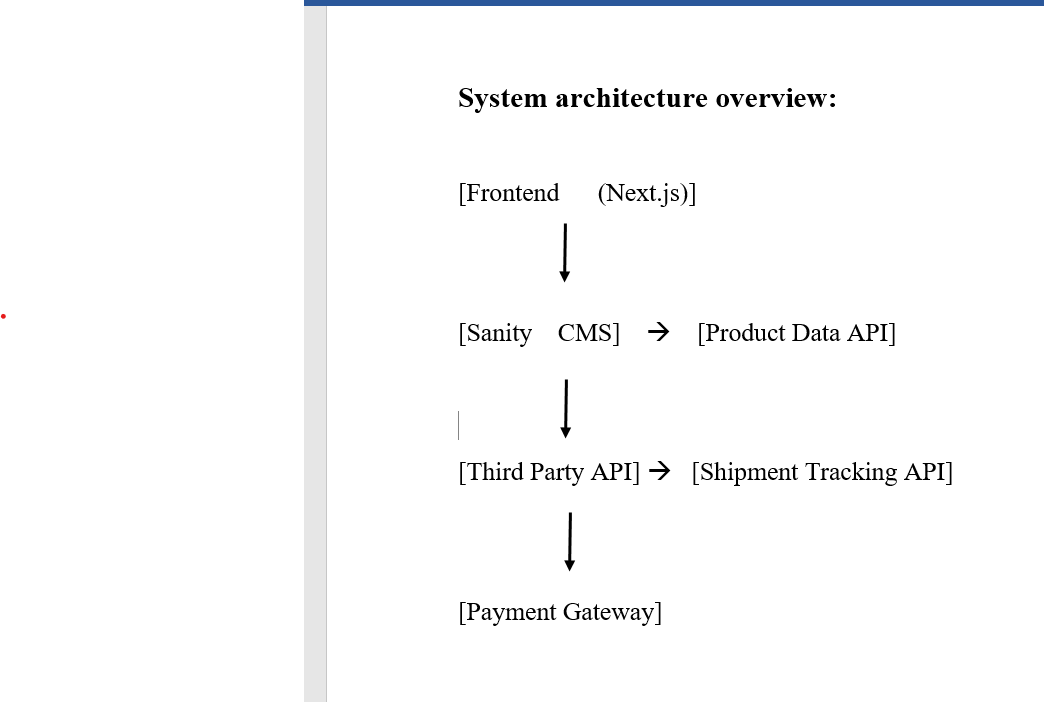 System architecture overview:
[Frontend (Next.js)]
[Sanity CMS] → [Product Data API]
[Third Party API] → [Shipment Tracking API]
[Payment Gateway]